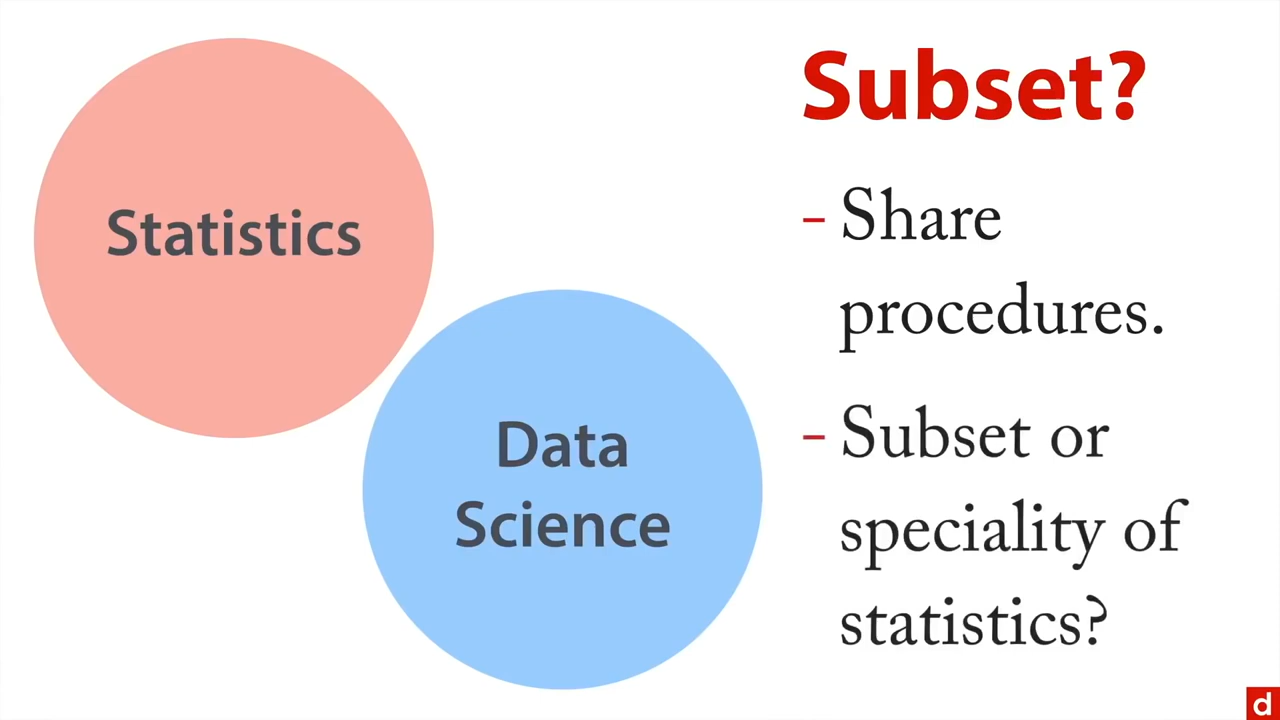 Statistics
Data
Science
Subset?
- Share
procedures.
- Subset or
speciality of
statistics?
d